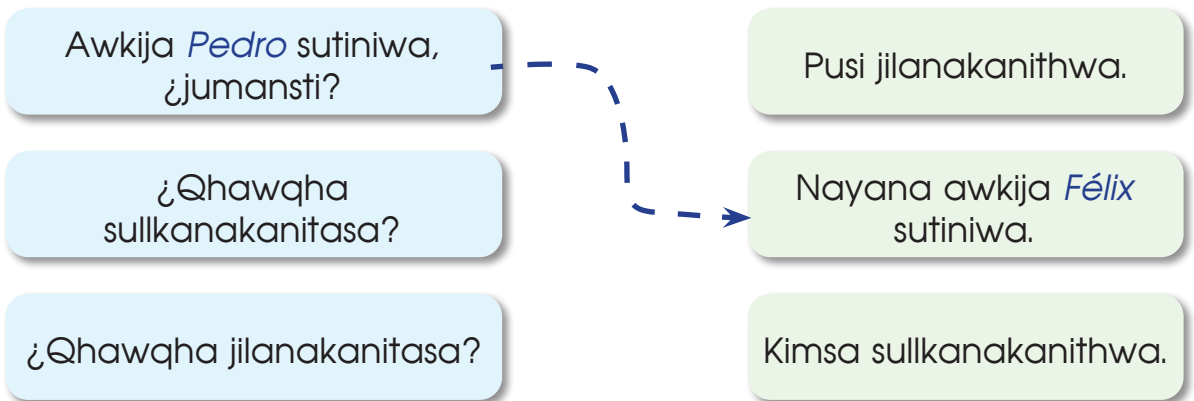 Awkija Pedro sutiniwa,
¿jumansti?
¿Qhawqha
sullkanakanitasa?
¿Qhawqha jilanakanitasa?
Pusi jilanakanithwa.
Nayana awkija Félix
sutiniwa.
Kimsa sullkanakanithwa.